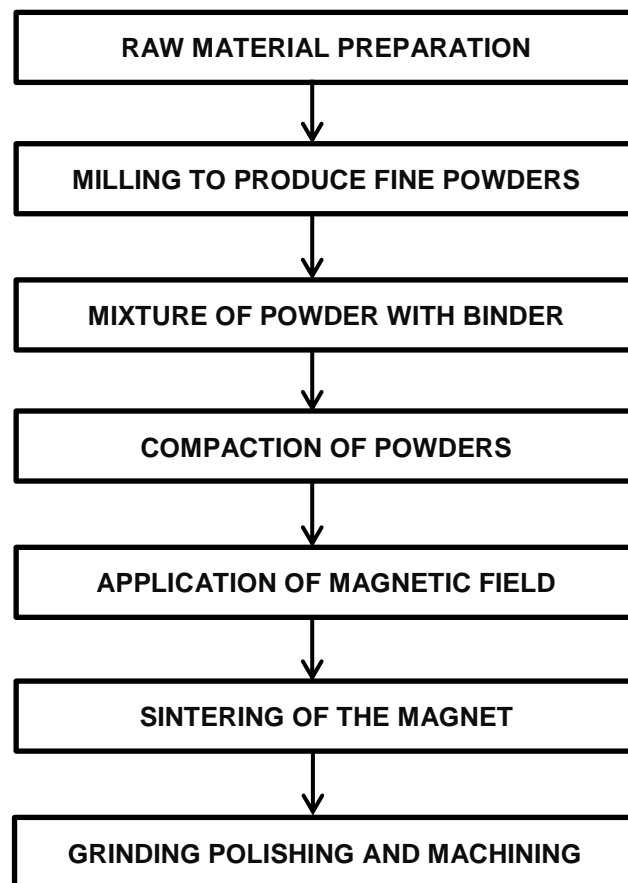 RAW MATERIAL PREPARATION
MILLING TO PRODUCE FINE POWDERS
MIXTURE OF POWDER WITH BINDER
COMPACTION OF POWDERS
APPLICATION OF MAGNETIC FIELD
SINTERING OF THE MAGNET
GRINDING POLISHING AND MACHINING